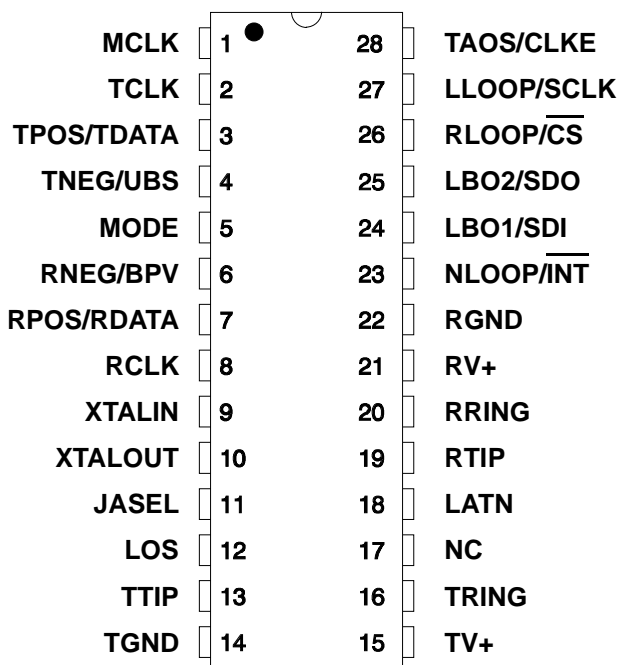 MCLK 1 28 TAOS/CLKE
TCLK 2 27 LLOOP/SCLK
TPOS/TDATA 3 26 RLOOP/C̅S̅
TNEG/UBS 4 25 LBO2/SDO
MODE 5 24 LBO1/SDI
RNEG/BPV 6 23 NLOOP/I̅N̅T̅
RPOS/RDATA 7 22 RGND
RCLK 8 21 RV+
XTALIN 9 20 RRING
XTALOUT 10 19 RTIP
JASEL 11 18 LATN
LOS 12 17 NC
TTIP 13 16 TRING
TGND 14 15 TV+